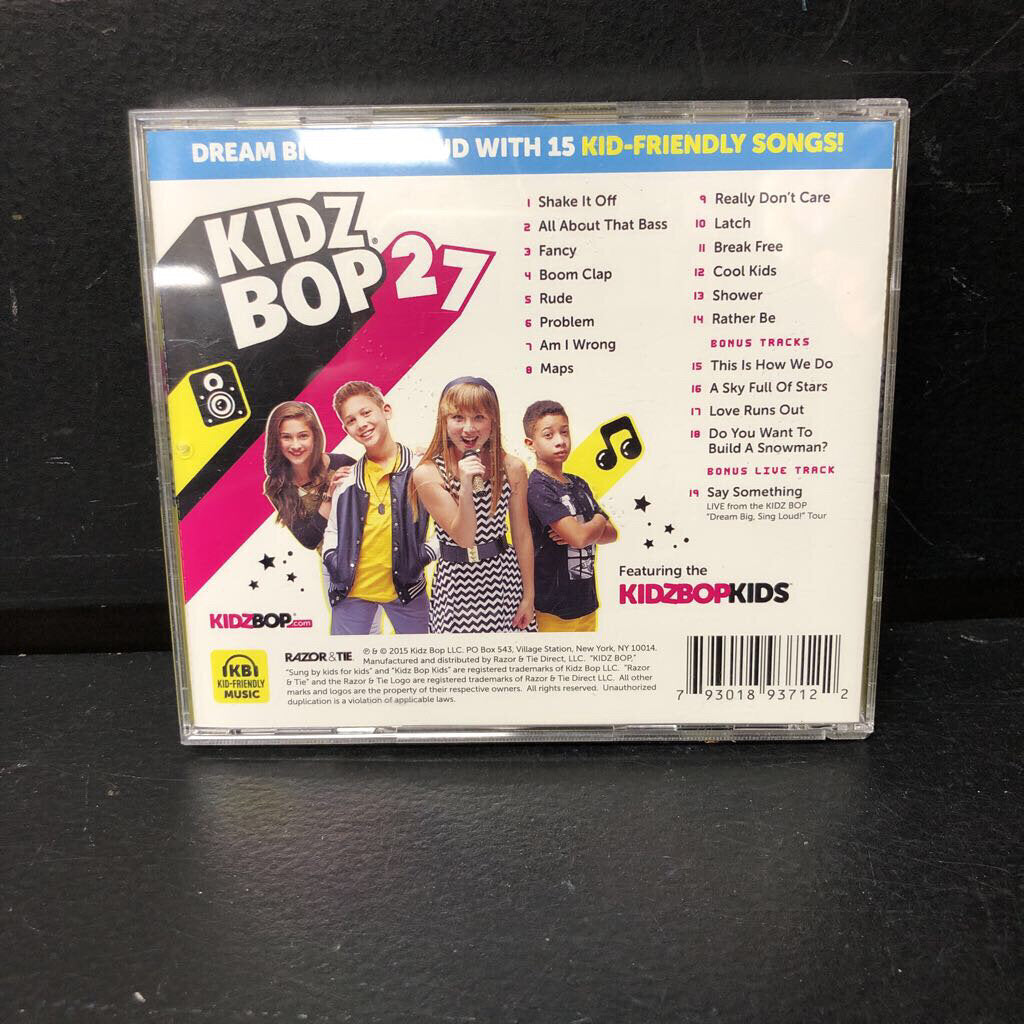 DREAM UD WITH 15 KID-FRIENDLY SONGS!
KIDZ
BOP® 27
1 Shake It Off
2 All About That Bass
3 Fancy
4 Boom Clap
5 Rude
6 Problem
7 Am I Wrong
8 Maps
9 Really Don't Care
10 Latch
11 Break Free
12 Cool Kids
13 Shower
14 Rather Be
BONUS TRACKS
15 This Is How We Do
16 A Sky Full Of Stars
17 Love Runs Out
18 Do You Want To
Build A Snowman?
BONUS LIVE TRACK
19 Say Something
LIVE from the KIDZ BOP
"Dream Big, Sing Loud!" Tour
Featuring the
KIDZBOPKIDS™
KIDZBOP®.com
KB
KID-FRIENDLY
MUSIC
RAZOR & TIE
℗ & © 2015 Kidz Bop LLC. PO Box 543, Village Station, New York, NY 10014.
Manufactured and distributed by Razor & Tie Direct, LLC. "KIDZ BOP,"
"Sung by kids for kids" and "Kidz Bop Kids" are registered trademarks of Kidz Bop LLC. "Razor
& Tie" and the Razor & Tie Logo are registered trademarks of Razor & Tie Direct LLC. All other
marks and logos are the property of their respective owners. All rights reserved. Unauthorized
duplication is a violation of applicable laws.
7 93018 93712 2